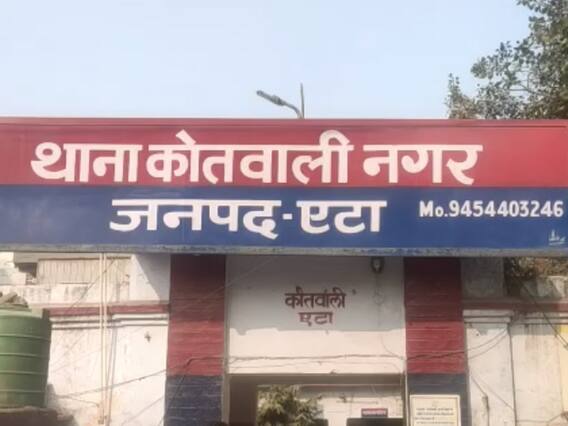 थाना कोतवाली नगर
जनपद-एटा Mo.9454403246
कोतवाली
एटा